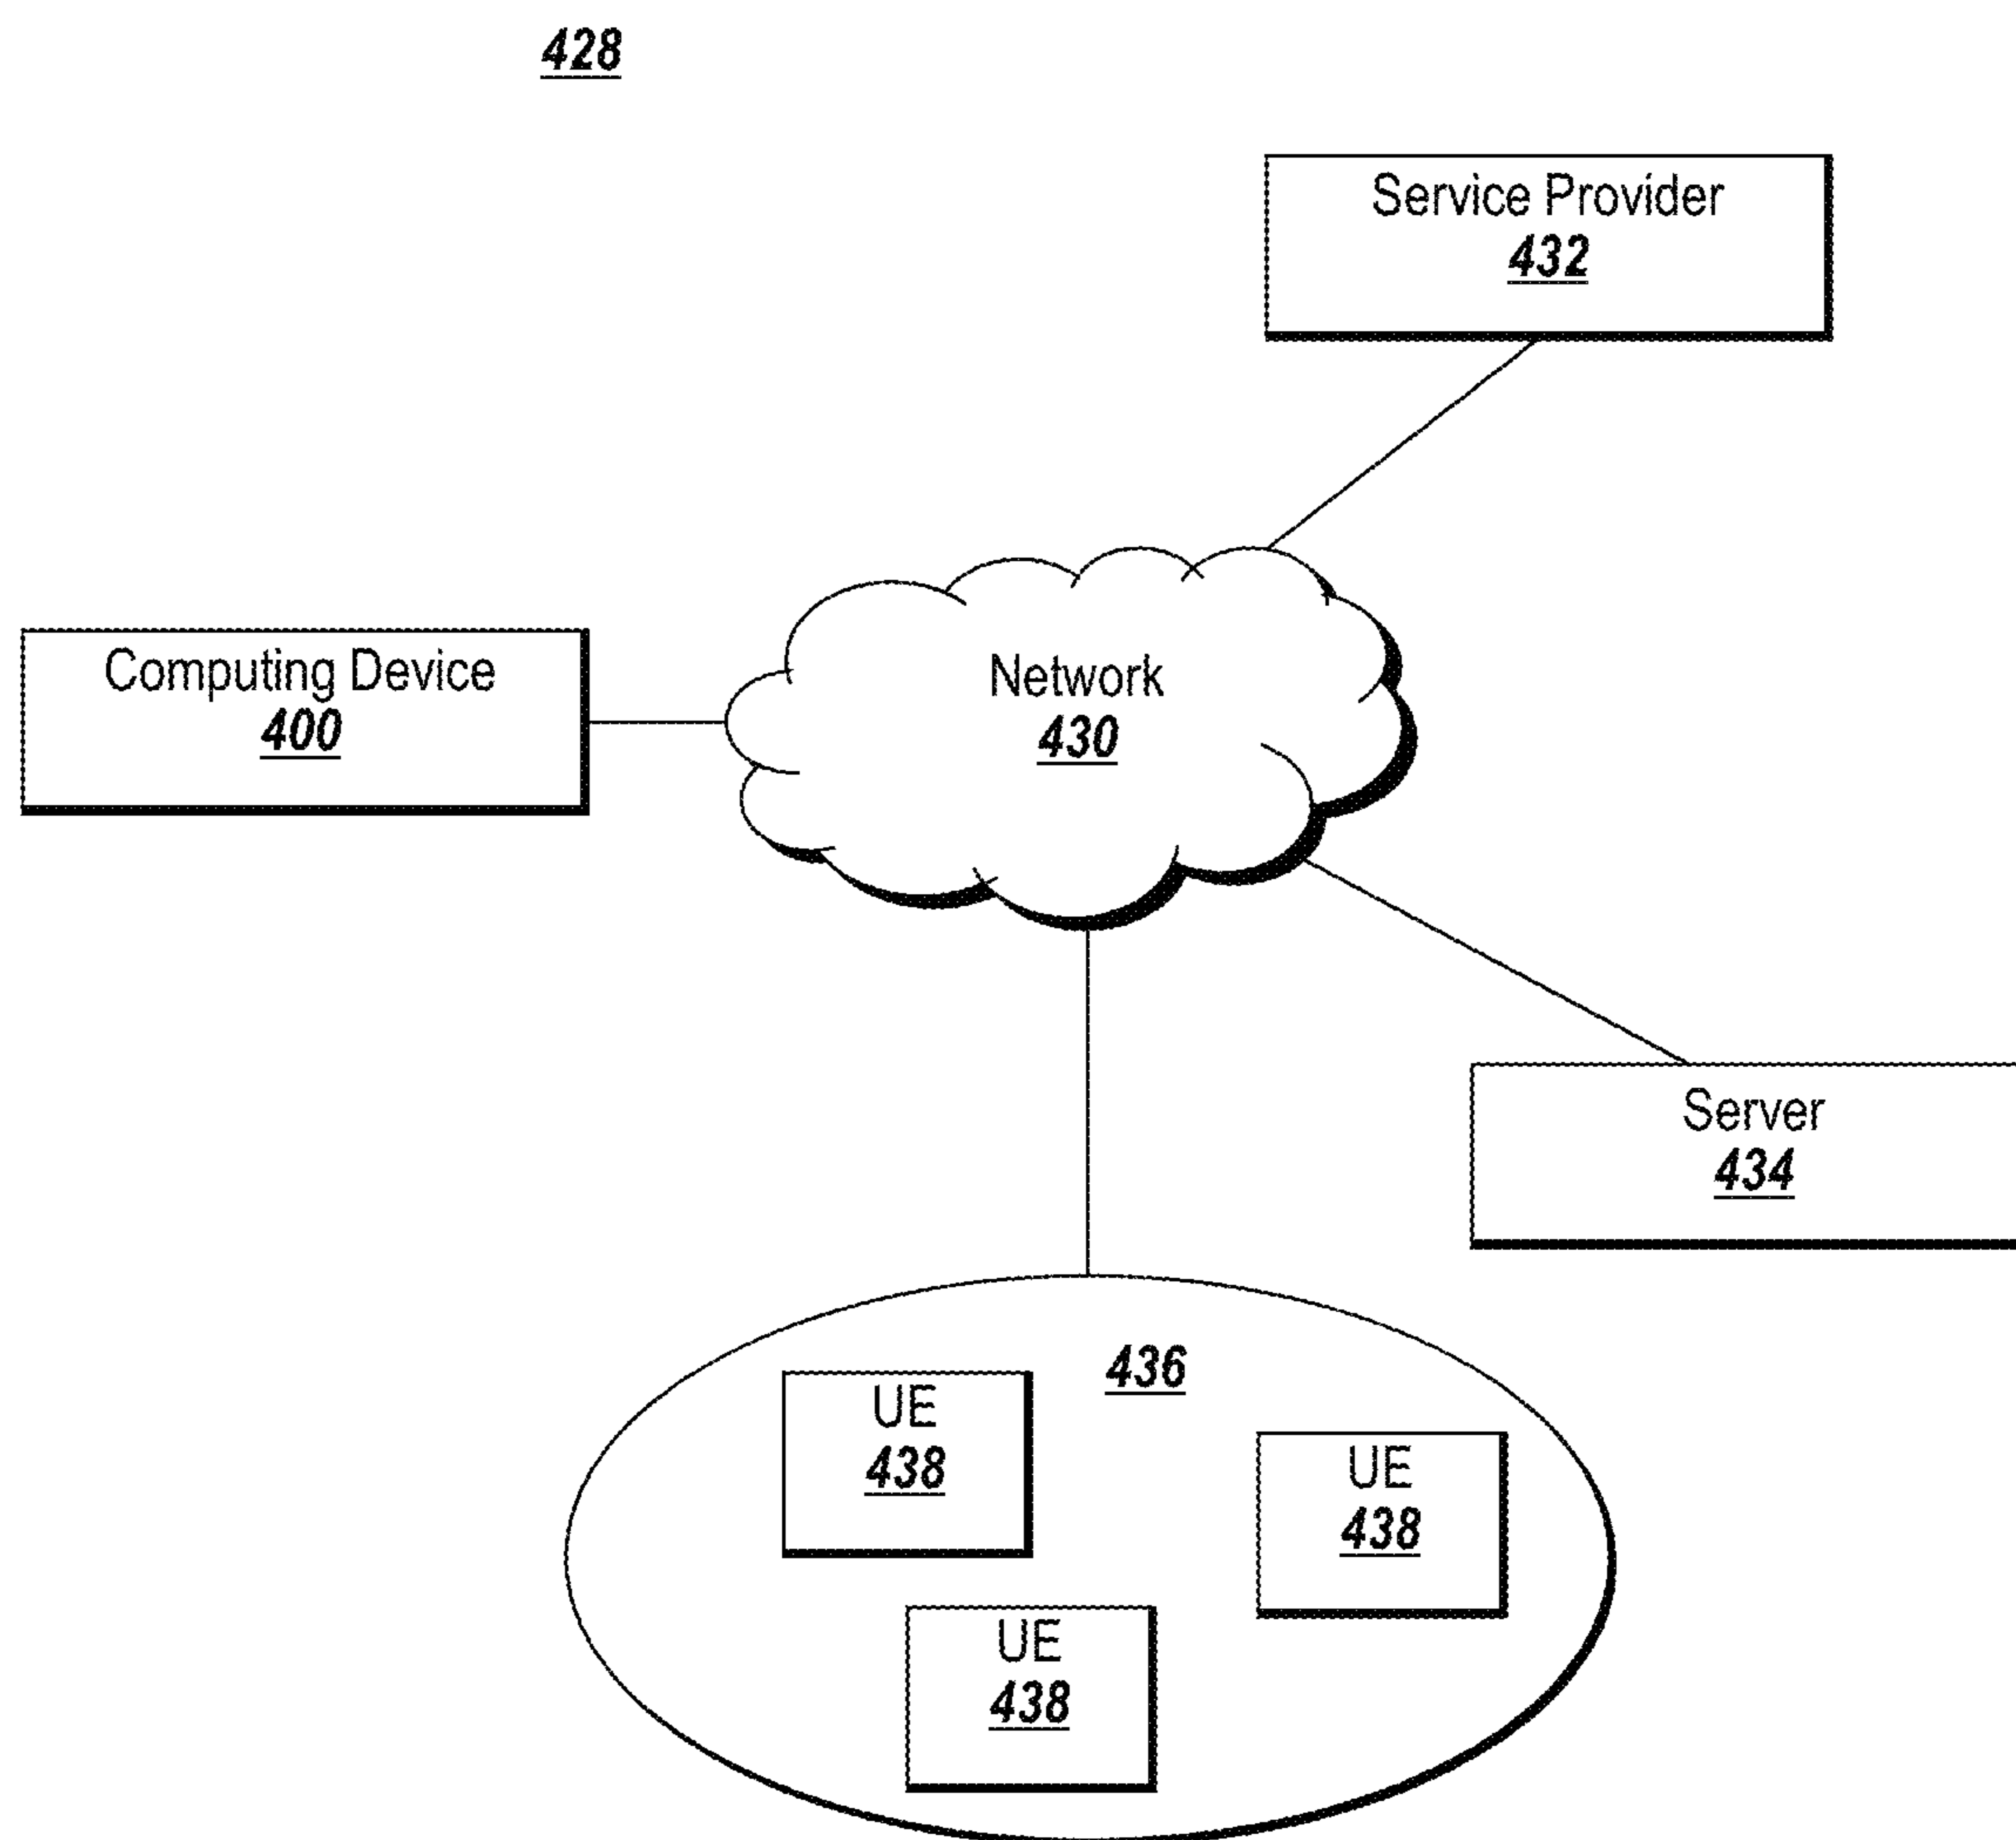 428
Service Provider
432
Computing Device
400
Network
430
Server
434
436
UE
438
UE
438
UE
438